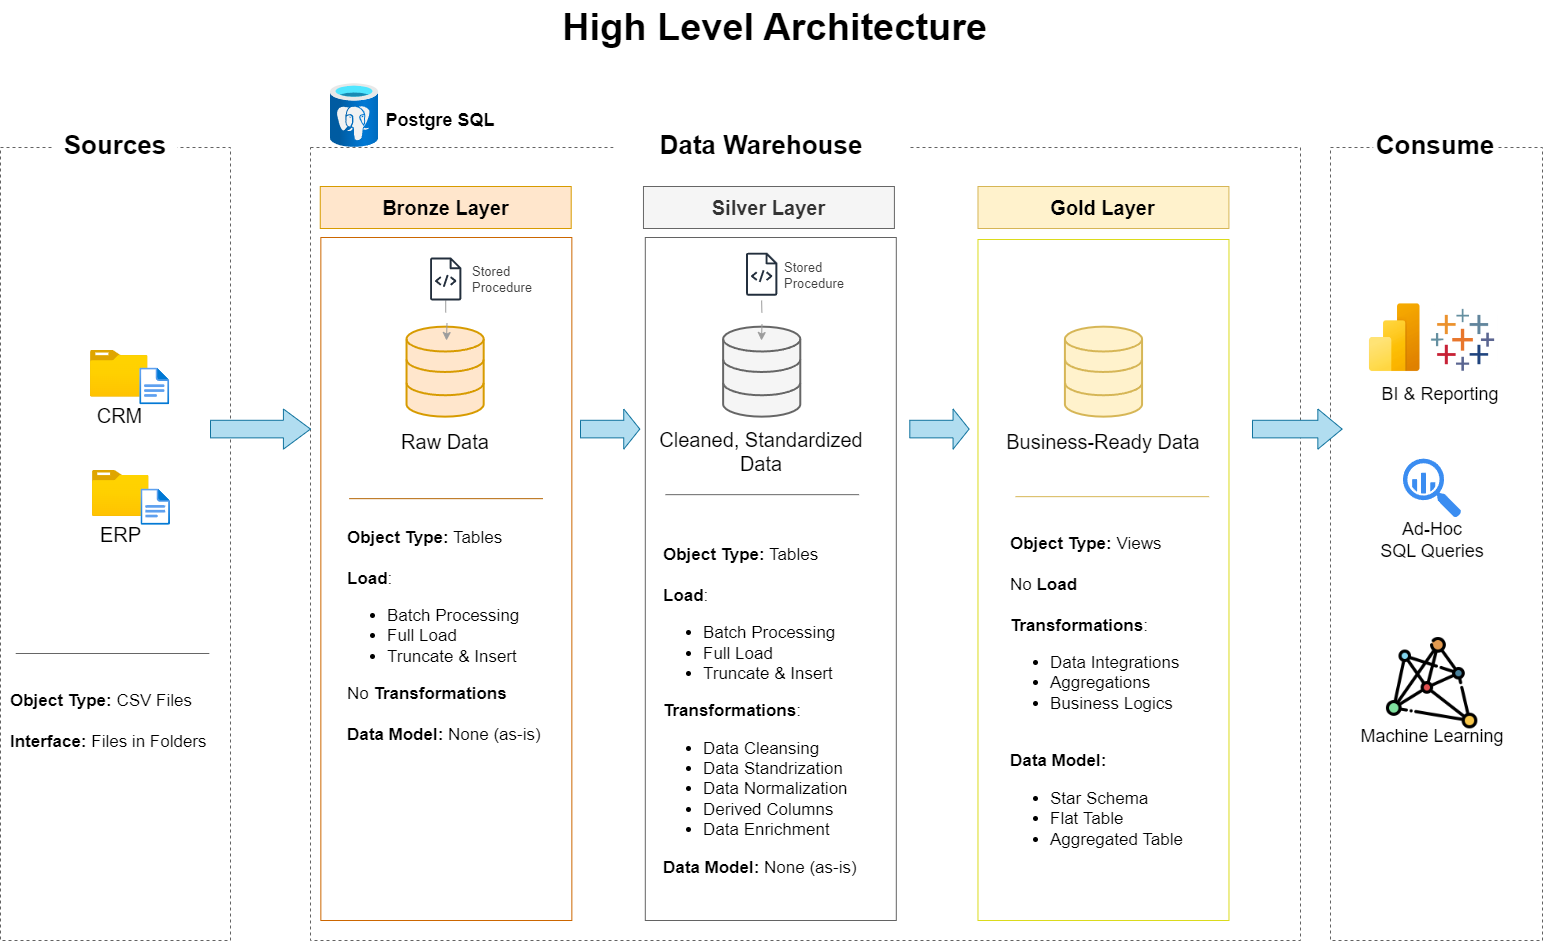 High Level Architecture
Postgre SQL
Sources
CRM
ERP
Object Type: CSV Files
Interface: Files in Folders
Data Warehouse
Bronze Layer
Stored
Procedure
Raw Data
Object Type: Tables
Load:
• Batch Processing
• Full Load
• Truncate & Insert
No Transformations
Data Model: None (as-is)
Silver Layer
Stored
Procedure
Cleaned, Standardized
Data
Object Type: Tables
Load:
• Batch Processing
• Full Load
• Truncate & Insert
Transformations:
• Data Cleansing
• Data Standrization
• Data Normalization
• Derived Columns
• Data Enrichment
Data Model: None (as-is)
Gold Layer
Business-Ready Data
Object Type: Views
No Load
Transformations:
• Data Integrations
• Aggregations
• Business Logics
Data Model:
• Star Schema
• Flat Table
• Aggregated Table
Consume
BI & Reporting
Ad-Hoc
SQL Queries
Machine Learning